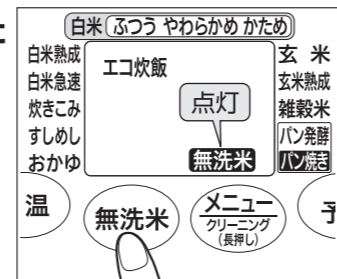 白米 ふつう やわらかめ かため
白米熟成
白米急速
炊きこみ
すしめし
おかゆ
エコ炊飯
点灯
無洗米
玄米
玄米熟成
雑穀米
パン発酵
パン焼き
温
無洗米
メニュー
クリーニング
(長押し)
予